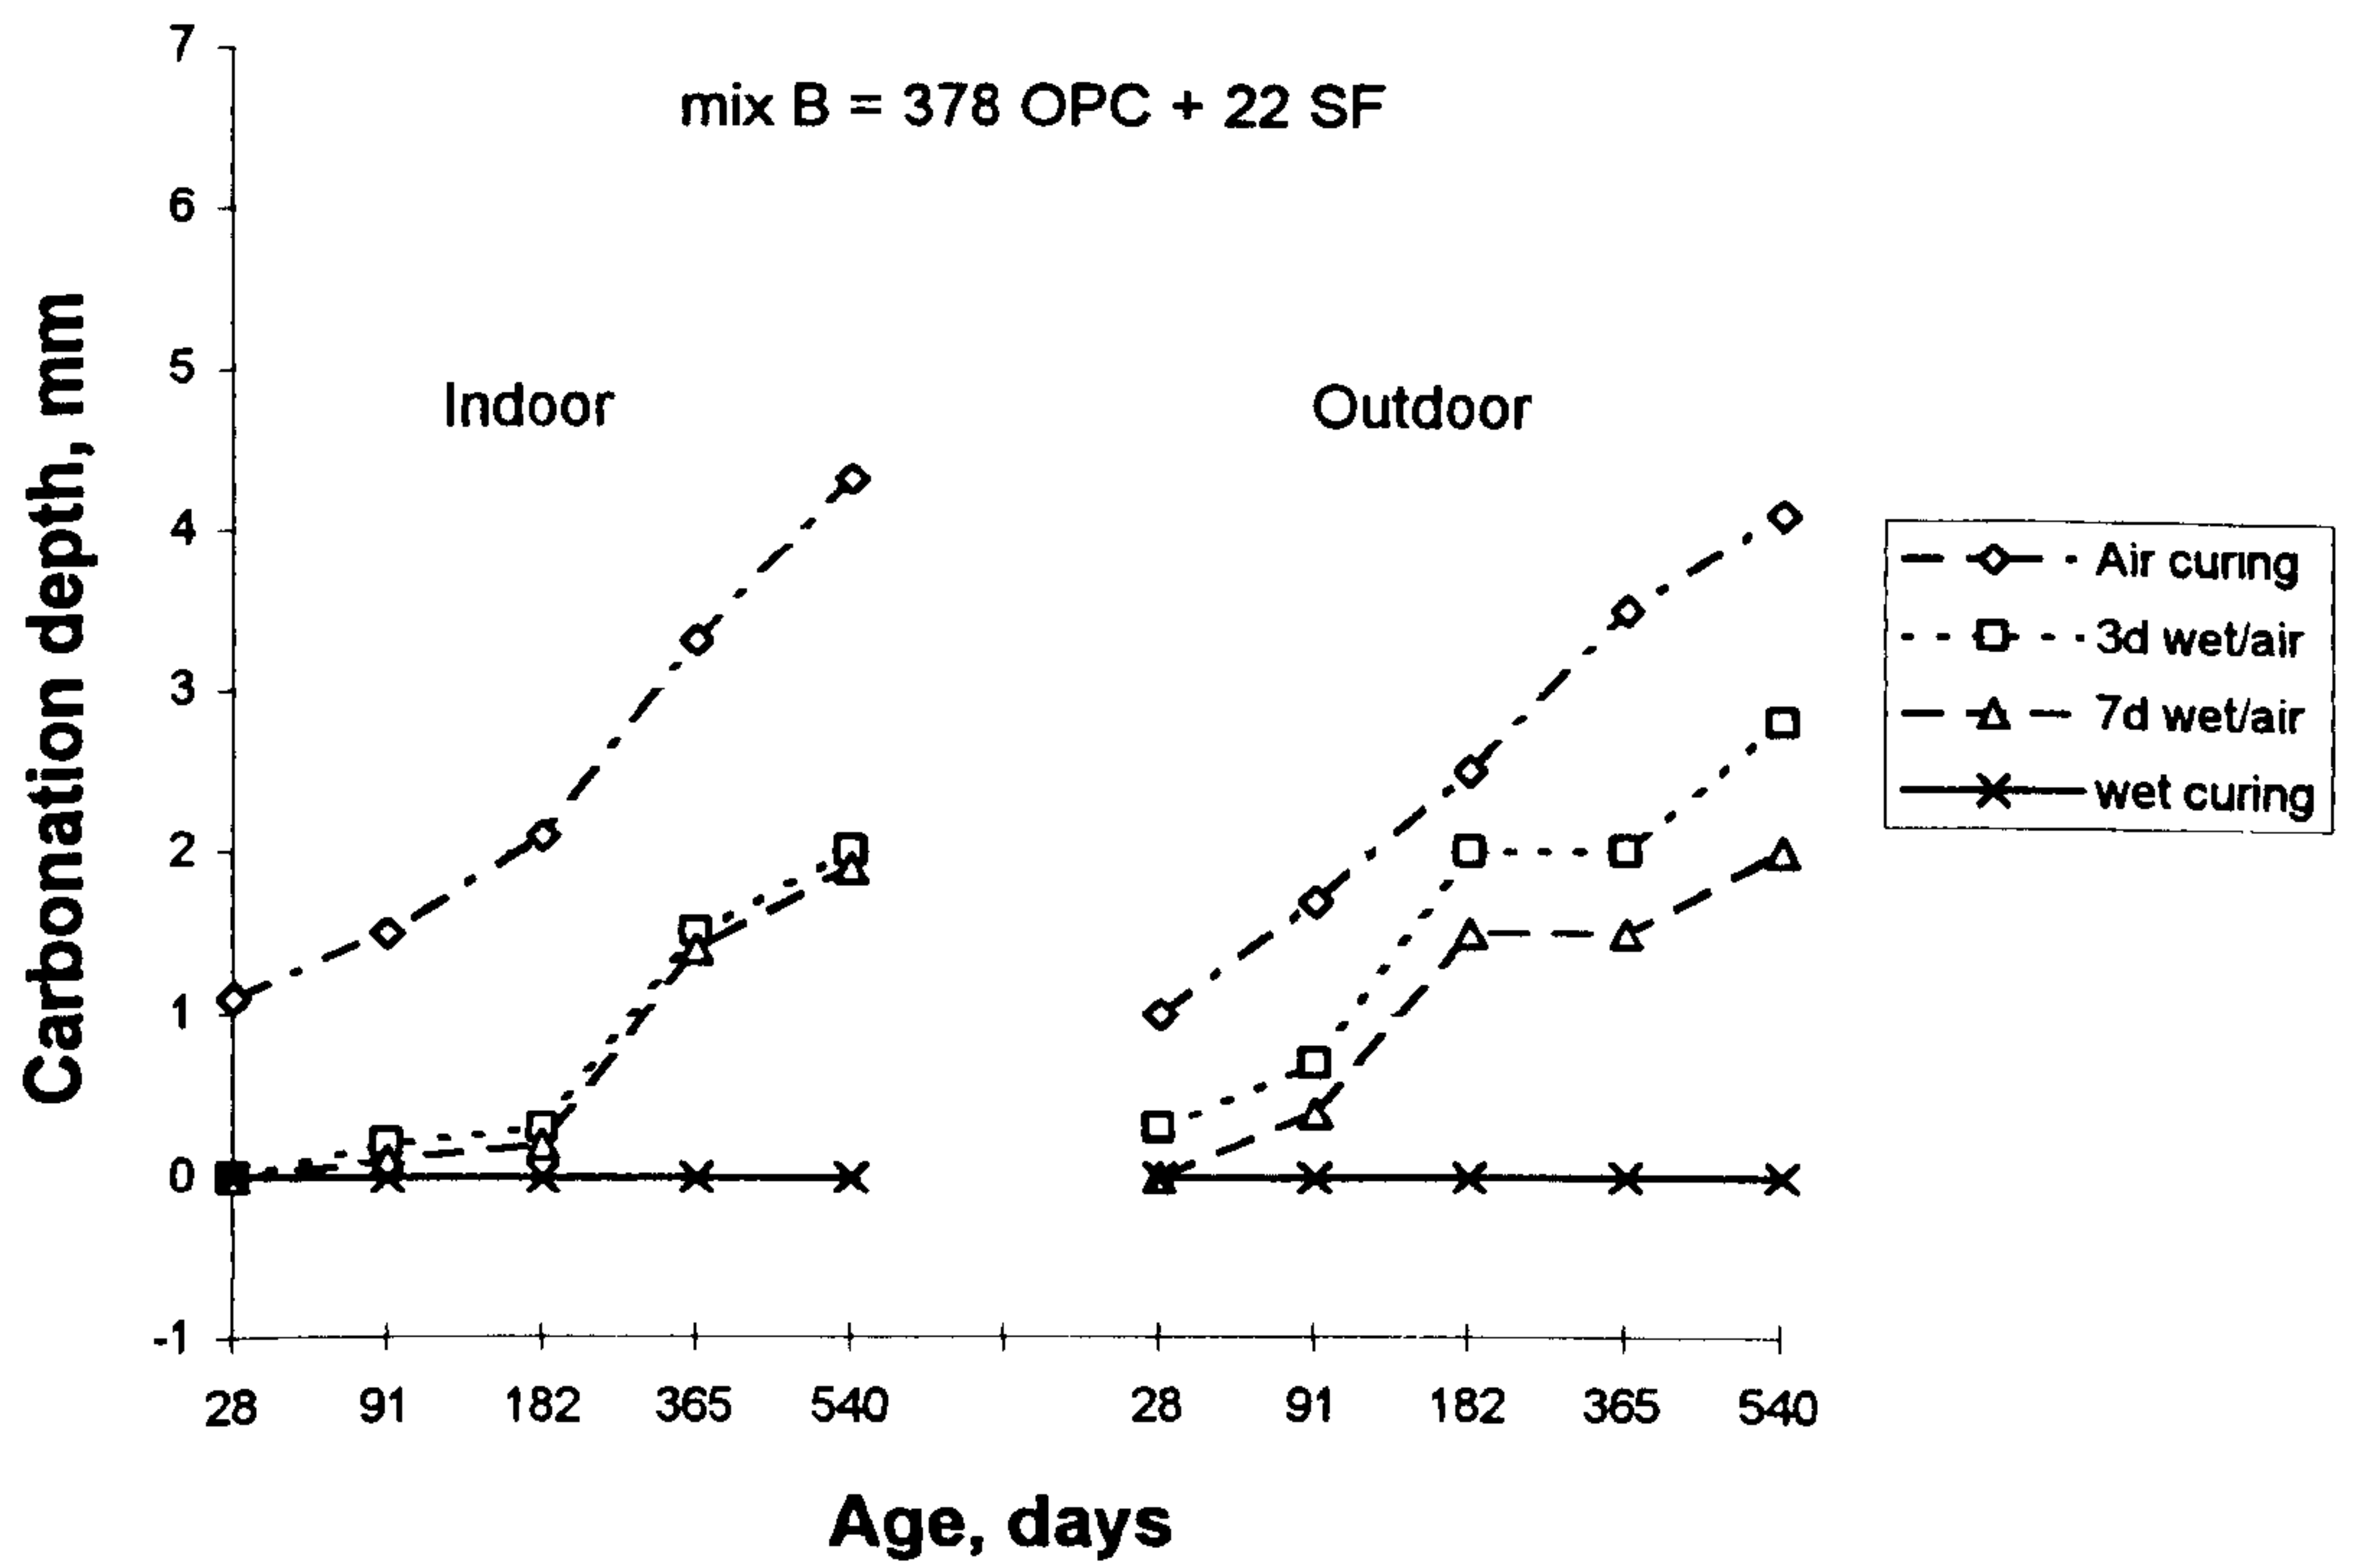 mix B = 378 OPC + 22 SF
Indoor
Outdoor
Carbonation depth, mm
7
6
5
4
3
2
1
0
-1
28 91 182 365 540 28 91 182 365 540
Age, days
Air curing
3d wet/air
7d wet/air
wet curing